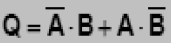 Q = A̅ · B + A · B̅